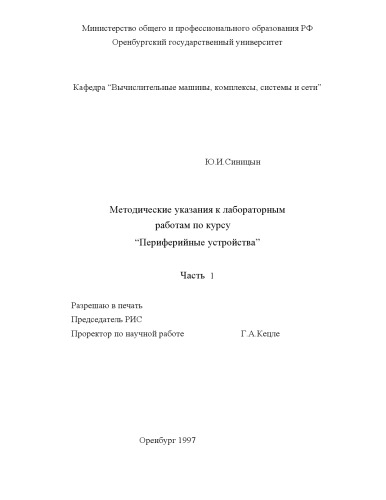 Министерство общего и профессионального образования РФ
Оренбургский государственный университет
Кафедра “Вычислительные машины, комплексы, системы и сети”
Ю.И.Синицын
Методические указания к лабораторным
работам по курсу
“Периферийные устройства”
Часть 1
Разрешаю в печать
Председатель РИС
Проректор по научной работе Г.А.Кецле
Оренбург 1997